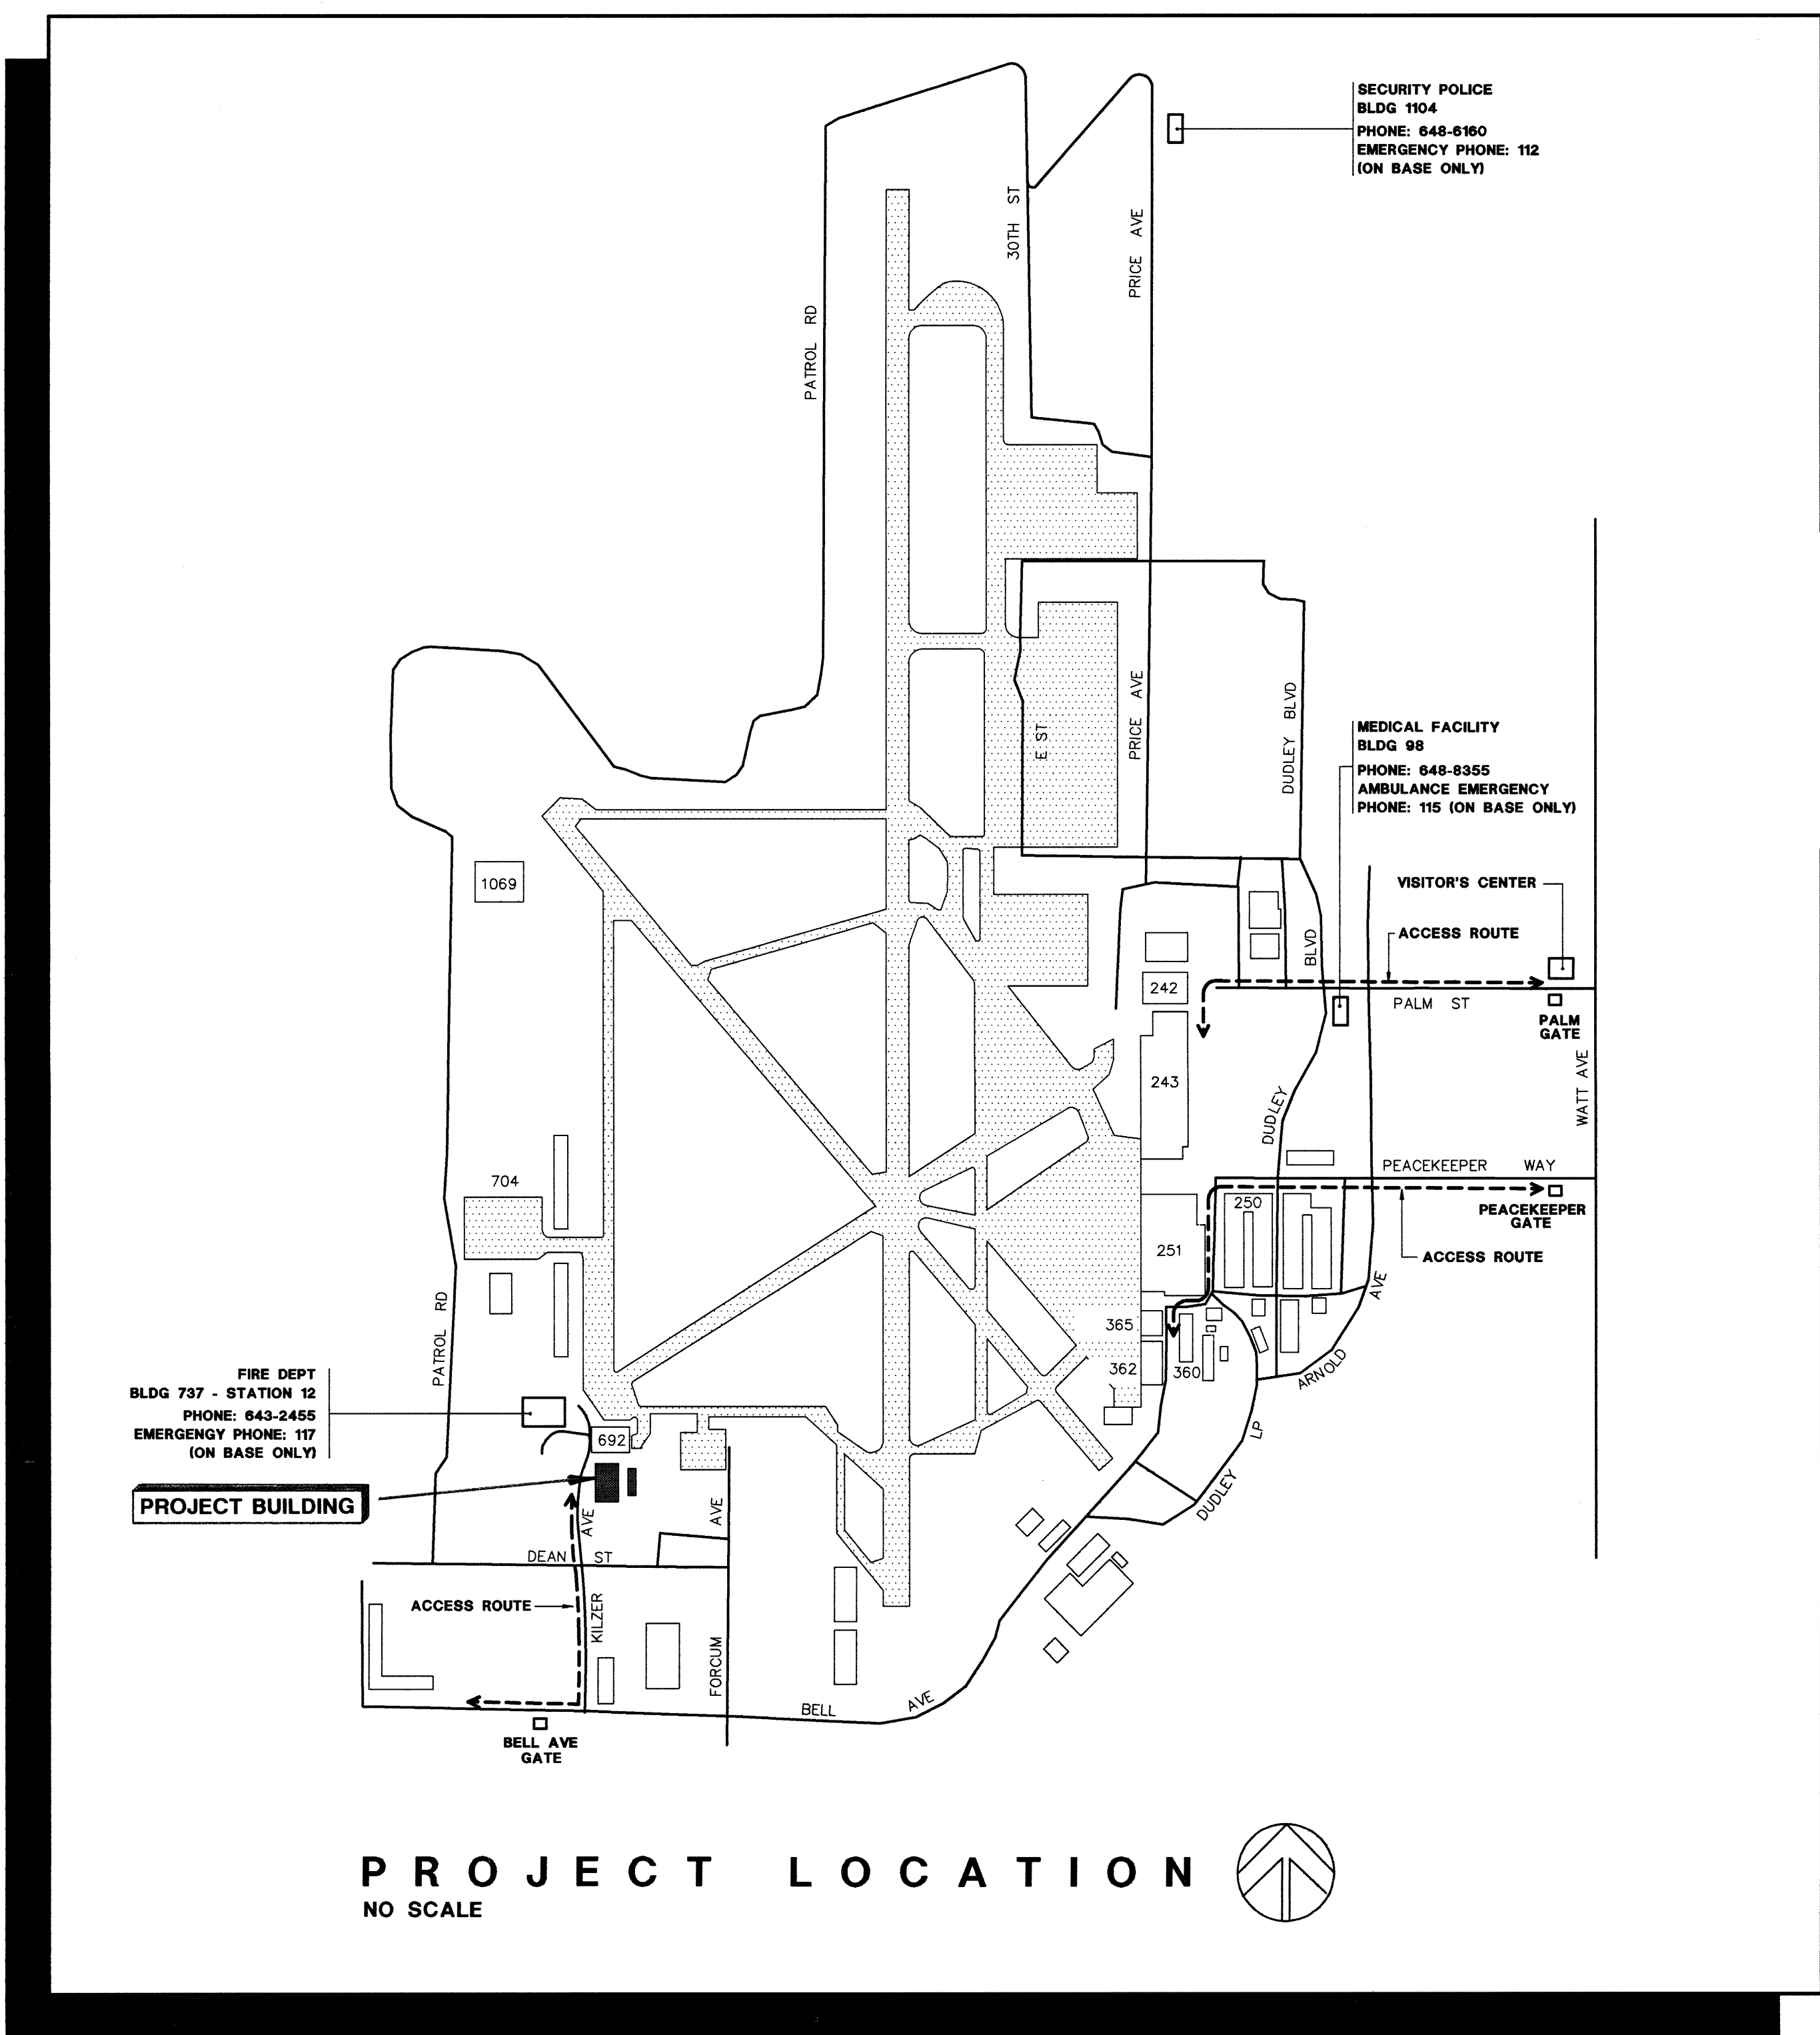 SECURITY POLICE
BLDG 1104
PHONE: 648-6160
EMERGENCY PHONE: 112
(ON BASE ONLY)
30TH ST
PRICE AVE
PATROL RD
E ST
PRICE AVE
DUDLEY BLVD
MEDICAL FACILITY
BLDG 98
PHONE: 648-8355
AMBULANCE EMERGENCY
PHONE: 115 (ON BASE ONLY)
1069
VISITOR'S CENTER
ACCESS ROUTE
BLVD
242
PALM ST
PALM
GATE
243
WATT AVE
DUDLEY
PEACEKEEPER WAY
704
250
PEACEKEEPER
GATE
251
ACCESS ROUTE
AVE
PATROL RD
365
362
360
ARNOLD
FIRE DEPT
BLDG 737 - STATION 12
PHONE: 643-2455
EMERGENGY PHONE: 117
(ON BASE ONLY)
692
LP
DUDLEY
PROJECT BUILDING
AVE
AVE
DEAN ST
ACCESS ROUTE
KILZER
FORCUM
BELL AVE
BELL AVE
GATE
PROJECT LOCATION
NO SCALE